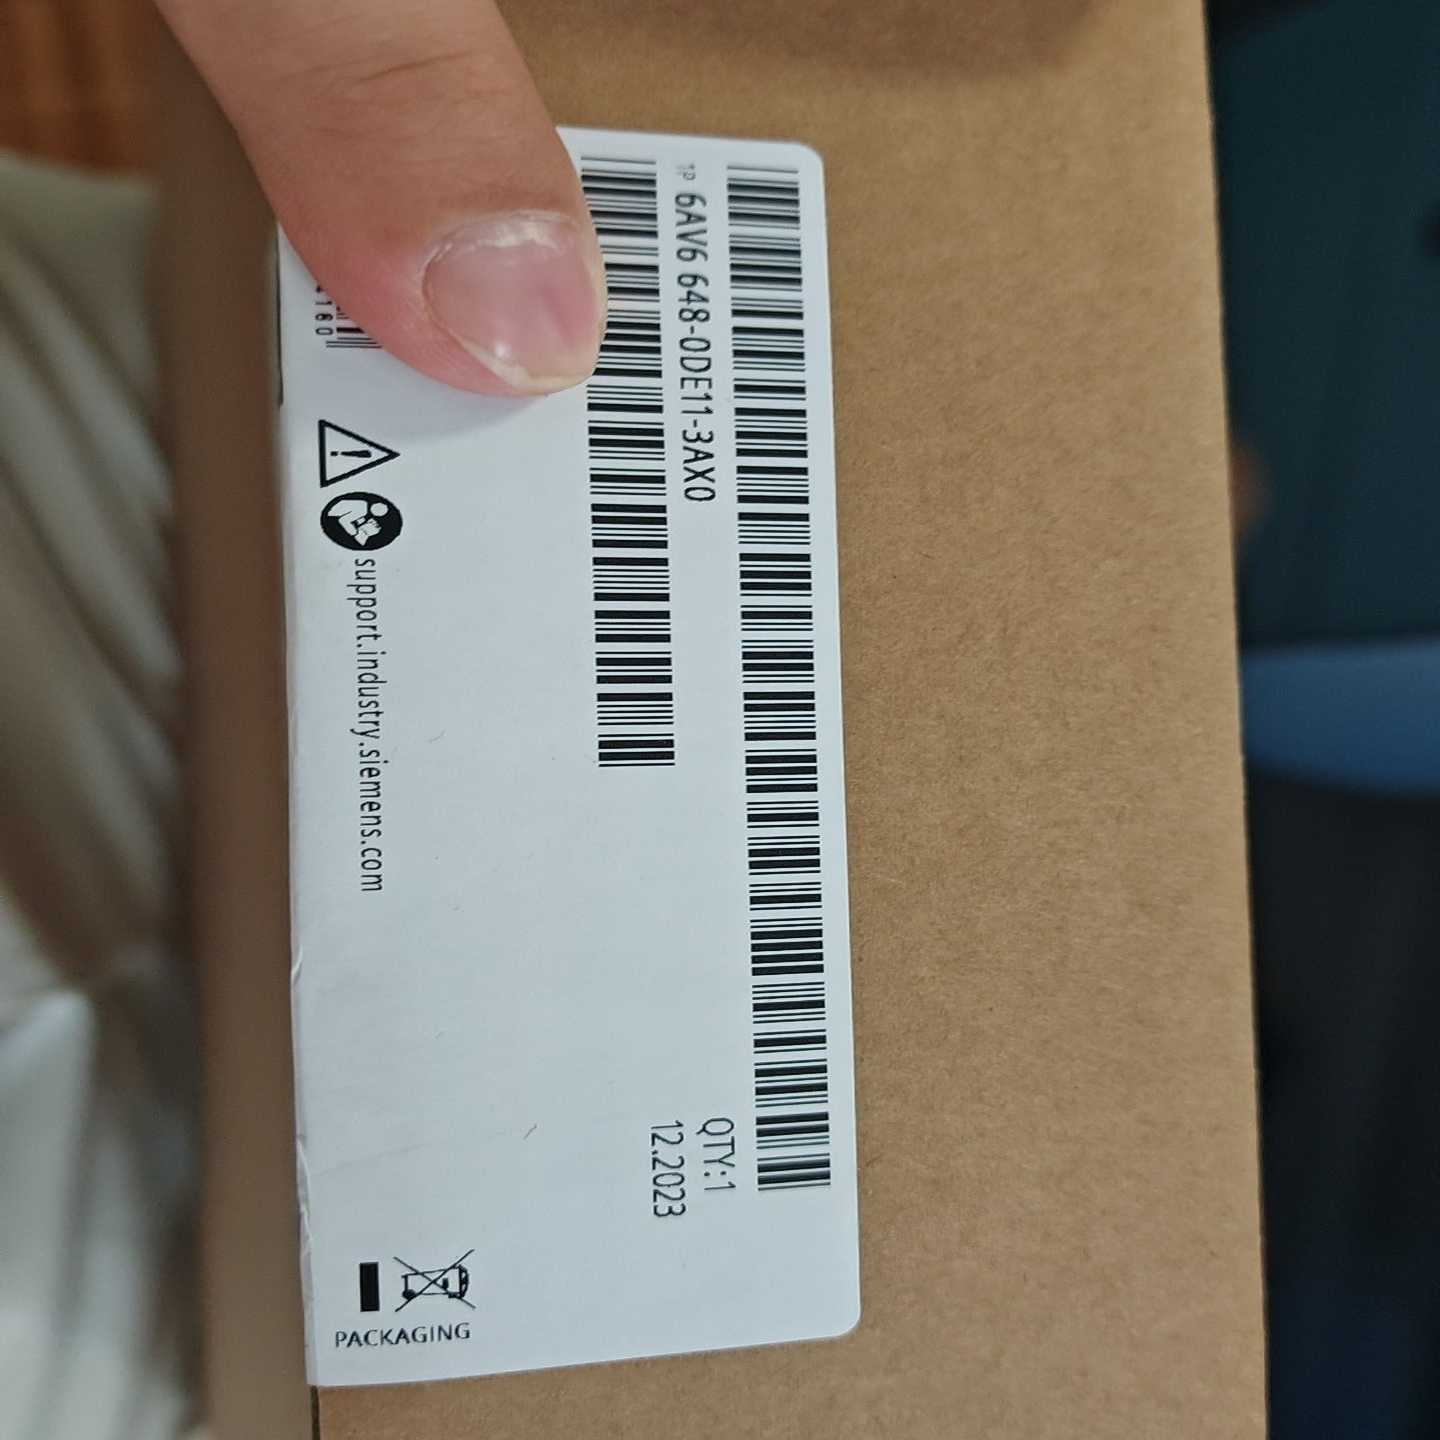 1P 6AV6 648-0DE11-3AX0
QTY:1
12.2023
support.industry.siemens.com
PACKAGING